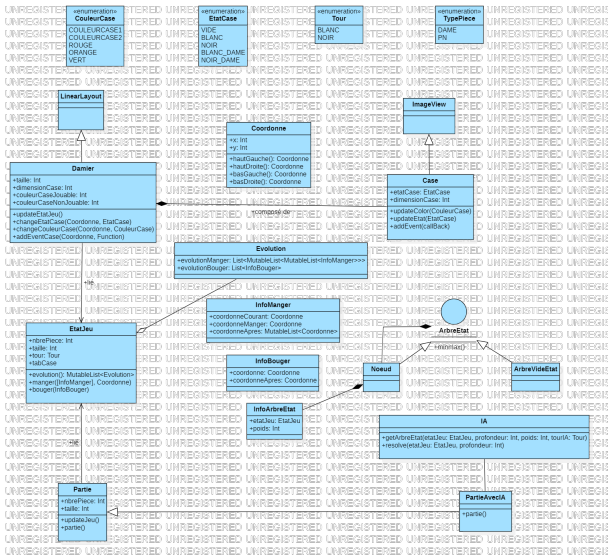 «enumeration»
CouleurCase
COULEURCASE1
COULEURCASE2
ROUGE
ORANGE
VERT
«enumeration»
EtatCase
VIDE
BLANC
NOIR
BLANC_DAME
NOIR_DAME
«enumeration»
Tour
BLANC
NOIR
«enumeration»
TypePiece
DAME
PN
LinearLayout
ImageView
Coordonne
+x: Int
+y: Int
+hautGauche(): Coordonne
+hautDroite(): Coordonne
+basGauche(): Coordonne
+basDroite(): Coordonne
Damier
+taille: Int
+dimensionCase: Int
+couleurCaseJouable: Int
+couleurCaseNonJouable: Int
+updateEtatJeu()
+changeEtatCase(Coordonne, EtatCase)
+changeCouleurCase(Coordonne, CouleurCase)
+addEventCase(Coordonne, Function)
Case
+etatCase: EtatCase
+dimensionCase: Int
+updateColor(CouleurCase)
+updateEtat(EtatCase)
+addEvent(callBack)
+composé de
Evolution
+evolutionManger: List<MutableList<MutableList<InfoManger>>>
+evolutionBouger: List<InfoBouger>
+lié
InfoManger
+coordonneCourant: Coordonne
+coordonneManger: Coordonne
+coordonneApres: MutableList<Coordonne>
ArbreEtat
+minmax()
EtatJeu
+nbrePiece: Int
+taille: Int
+tour: Tour
+tabCase
+evolution(): MutableList<Evolution>
+manger([InfoManger], Coordonne)
+bouger(InfoBouger)
InfoBouger
+coordonne: Coordonne
+coordonneApres: Coordonne
Noeud
ArbreVideEtat
InfoArbreEtat
+etatJeu: EtatJeu
+poids: Int
IA
+getArbreEtat(etatJeu: EtatJeu, profondeur: Int, poids: Int, tourIA: Tour)
+resolve(etatJeu: EtatJeu, profondeur: Int)
+lié
Partie
+nbrePiece: Int
+taille: Int
+updateJeu()
+partie()
PartieAvecIA
+partie()